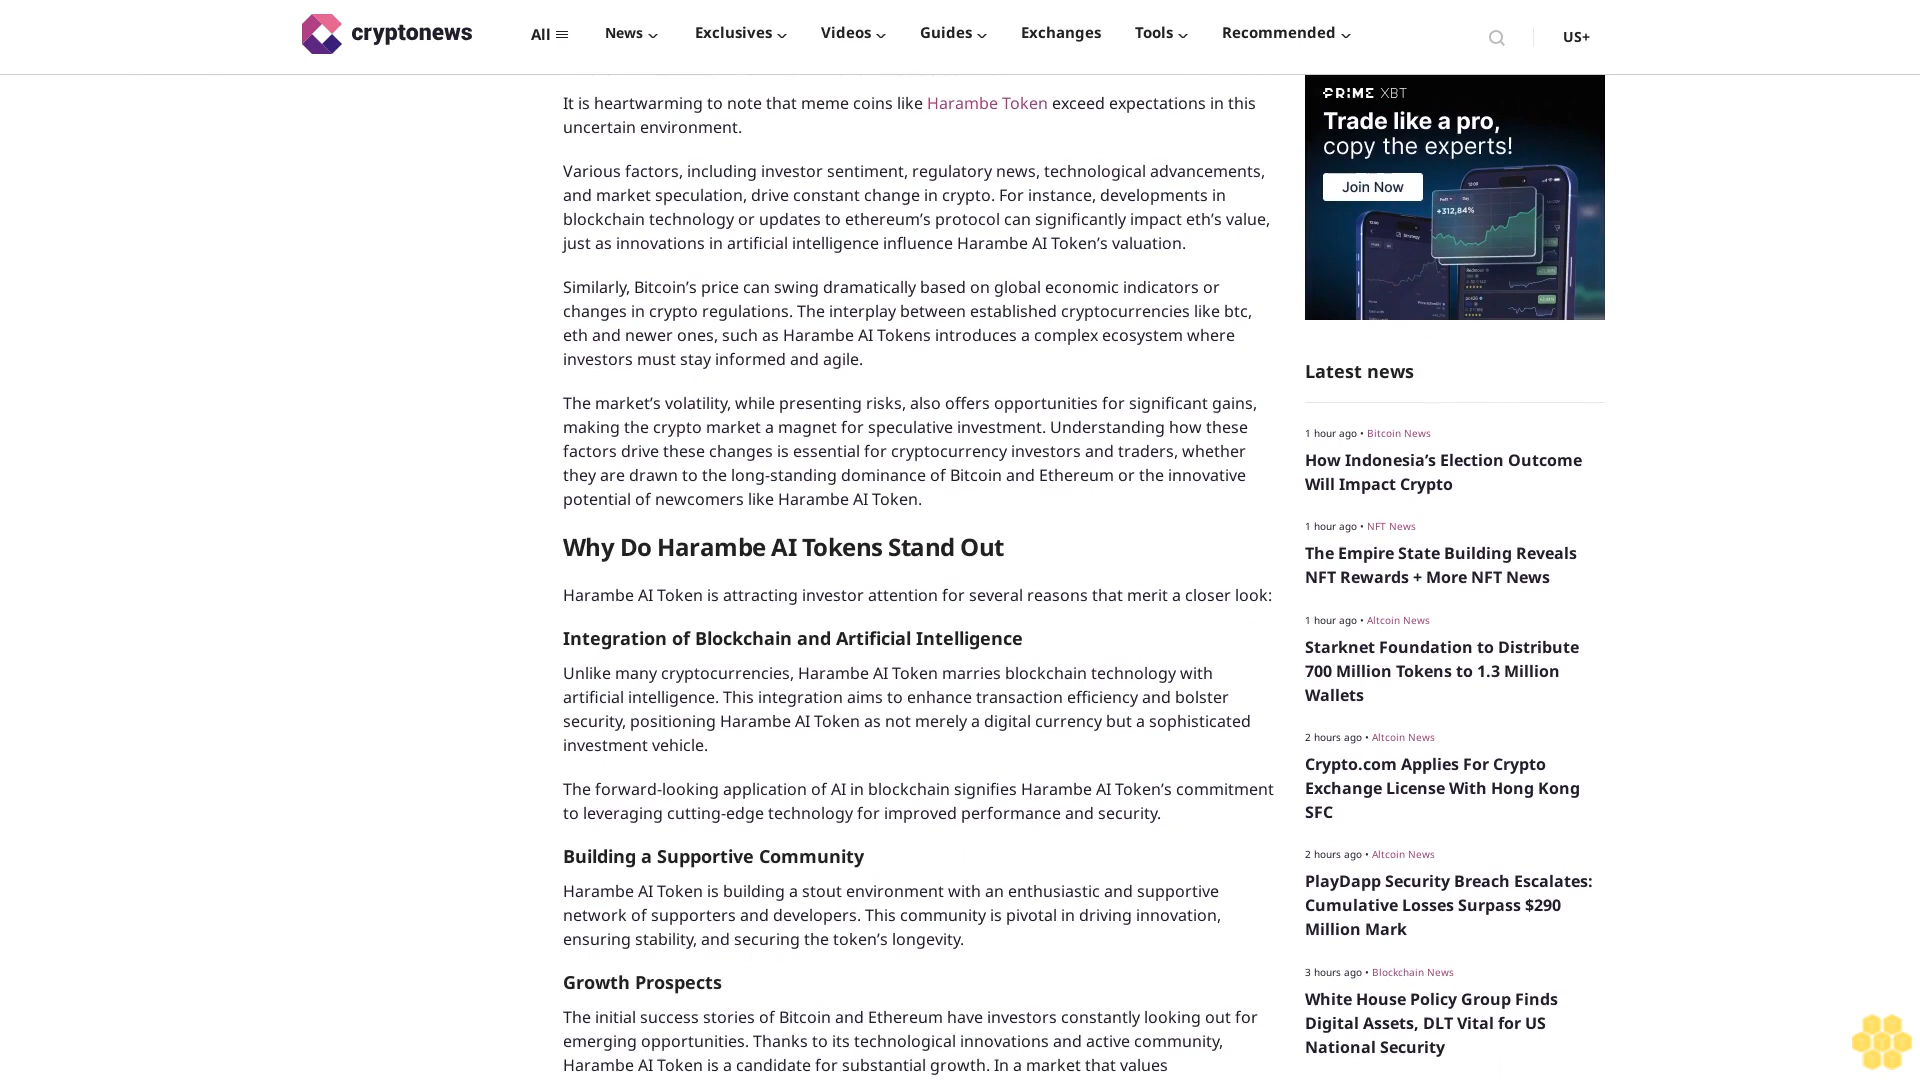 cryptonews
All
News
Exclusives
Videos
Guides
Exchanges
Tools
Recommended
US+
It is heartwarming to note that meme coins like Harambe Token exceed expectations in this
uncertain environment.
Various factors, including investor sentiment, regulatory news, technological advancements,
and market speculation, drive constant change in crypto. For instance, developments in
blockchain technology or updates to ethereum’s protocol can significantly impact eth’s value,
just as innovations in artificial intelligence influence Harambe AI Token’s valuation.
Similarly, Bitcoin’s price can swing dramatically based on global economic indicators or
changes in crypto regulations. The interplay between established cryptocurrencies like btc,
eth and newer ones, such as Harambe AI Tokens introduces a complex ecosystem where
investors must stay informed and agile.
The market’s volatility, while presenting risks, also offers opportunities for significant gains,
making the crypto market a magnet for speculative investment. Understanding how these
factors drive these changes is essential for cryptocurrency investors and traders, whether
they are drawn to the long-standing dominance of Bitcoin and Ethereum or the innovative
potential of newcomers like Harambe AI Token.
Why Do Harambe AI Tokens Stand Out
Harambe AI Token is attracting investor attention for several reasons that merit a closer look:
Integration of Blockchain and Artificial Intelligence
Unlike many cryptocurrencies, Harambe AI Token marries blockchain technology with
artificial intelligence. This integration aims to enhance transaction efficiency and bolster
security, positioning Harambe AI Token as not merely a digital currency but a sophisticated
investment vehicle.
The forward-looking application of AI in blockchain signifies Harambe AI Token’s commitment
to leveraging cutting-edge technology for improved performance and security.
Building a Supportive Community
Harambe AI Token is building a stout environment with an enthusiastic and supportive
network of supporters and developers. This community is pivotal in driving innovation,
ensuring stability, and securing the token’s longevity.
Growth Prospects
The initial success stories of Bitcoin and Ethereum have investors constantly looking out for
emerging opportunities. Thanks to its technological innovations and active community,
Harambe AI Token is a candidate for substantial growth. In a market that values
PRIME XBT
Trade like a pro,
copy the experts!
Join Now
+312,84%
Latest news
1 hour ago • Bitcoin News
How Indonesia’s Election Outcome
Will Impact Crypto
1 hour ago • NFT News
The Empire State Building Reveals
NFT Rewards + More NFT News
1 hour ago • Altcoin News
Starknet Foundation to Distribute
700 Million Tokens to 1.3 Million
Wallets
2 hours ago • Altcoin News
Crypto.com Applies For Crypto
Exchange License With Hong Kong
SFC
2 hours ago • Altcoin News
PlayDapp Security Breach Escalates:
Cumulative Losses Surpass $290
Million Mark
3 hours ago • Blockchain News
White House Policy Group Finds
Digital Assets, DLT Vital for US
National Security